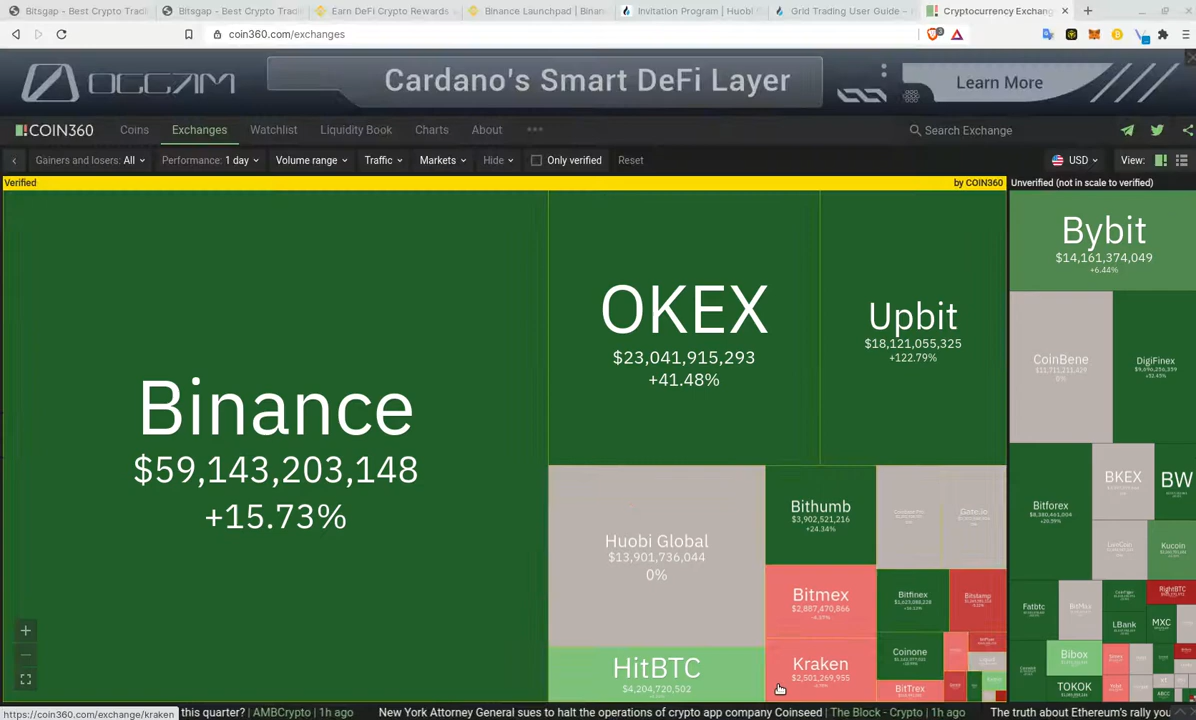 Bitsgap - Best Crypto Tradi
Bitsgap - Best Crypto Tradi
Earn DeFi Crypto Rewards
Binance Launchpad | Binan
Invitation Program | Huobi
Grid Trading User Guide –
Cryptocurrency Exchang
coin360.com/exchanges
OCCAM
Cardano's Smart DeFi Layer
Learn More
COIN360
Coins
Exchanges
Watchlist
Liquidity Book
Charts
About
Search Exchange
Gainers and losers: All
Performance: 1 day
Volume range
Traffic
Markets
Hide
Only verified
Reset
USD
View:
Verified
by COIN360
Unverified (not in scale to verified)
Binance
$59,143,203,148
+15.73%
OKEX
$23,041,915,293
+41.48%
Upbit
$18,121,055,325
+122.79%
Huobi Global
$13,901,736,044
0%
HitBTC
$4,204,720,502
Bithumb
$3,902,521,216
+24.34%
Bitmex
$2,887,470,866
Kraken
$2,501,269,955
Gate.io
Bitfinex
Bitstamp
Coinone
BitTrex
Bybit
$14,161,374,049
+6.44%
CoinBene
0%
DigiFinex
Bitforex
BKEX
BW
Kucoin
Fatbtc
BitMax
RightBTC
LBank
MXC
Bibox
TOKOK
https://coin360.com/exchange/kraken
this quarter? | AMBCrypto | 1h ago
New York Attorney General sues to halt the operations of crypto app company Coinseed | The Block - Crypto | 1h ago
The truth about Ethereum's rally you